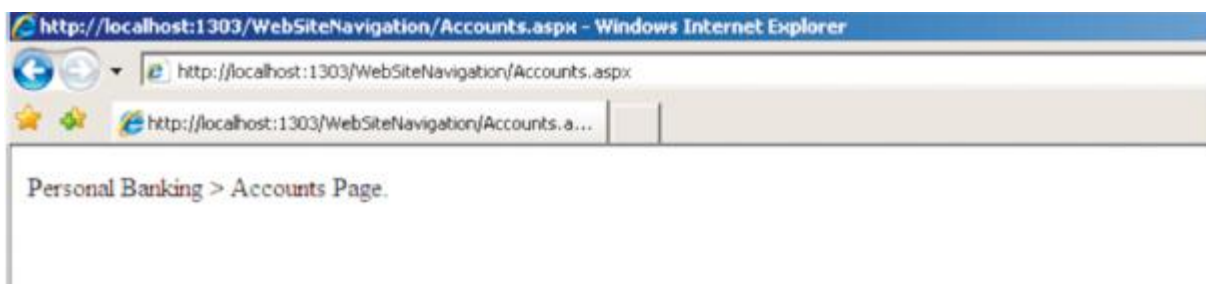 http://localhost:1303/WebSiteNavigation/Accounts.aspx - Windows Internet Explorer
http://localhost:1303/WebSiteNavigation/Accounts.aspx
http://localhost:1303/WebSiteNavigation/Accounts.a...
Personal Banking > Accounts Page.